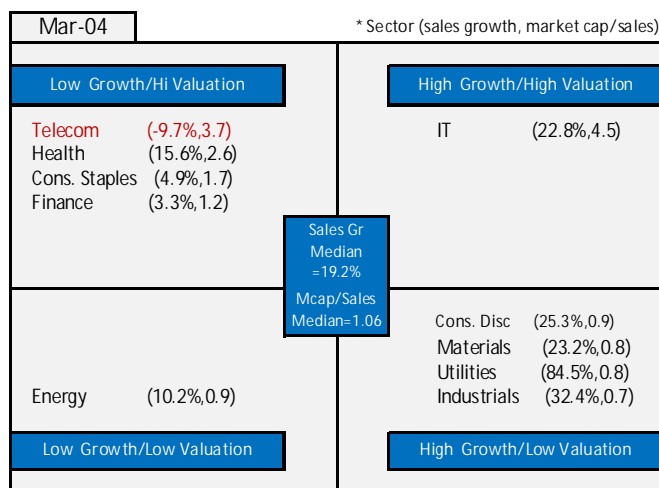 Mar-04
* Sector (sales growth, market cap/sales)
Low Growth/Hi Valuation
High Growth/High Valuation
Telecom (-9.7%,3.7)
Health (15.6%,2.6)
Cons. Staples (4.9%,1.7)
Finance (3.3%,1.2)
IT (22.8%,4.5)
Sales Gr
Median
=19.2%
Mcap/Sales
Median=1.06
Energy (10.2%,0.9)
Cons. Disc (25.3%,0.9)
Materials (23.2%,0.8)
Utilities (84.5%,0.8)
Industrials (32.4%,0.7)
Low Growth/Low Valuation
High Growth/Low Valuation